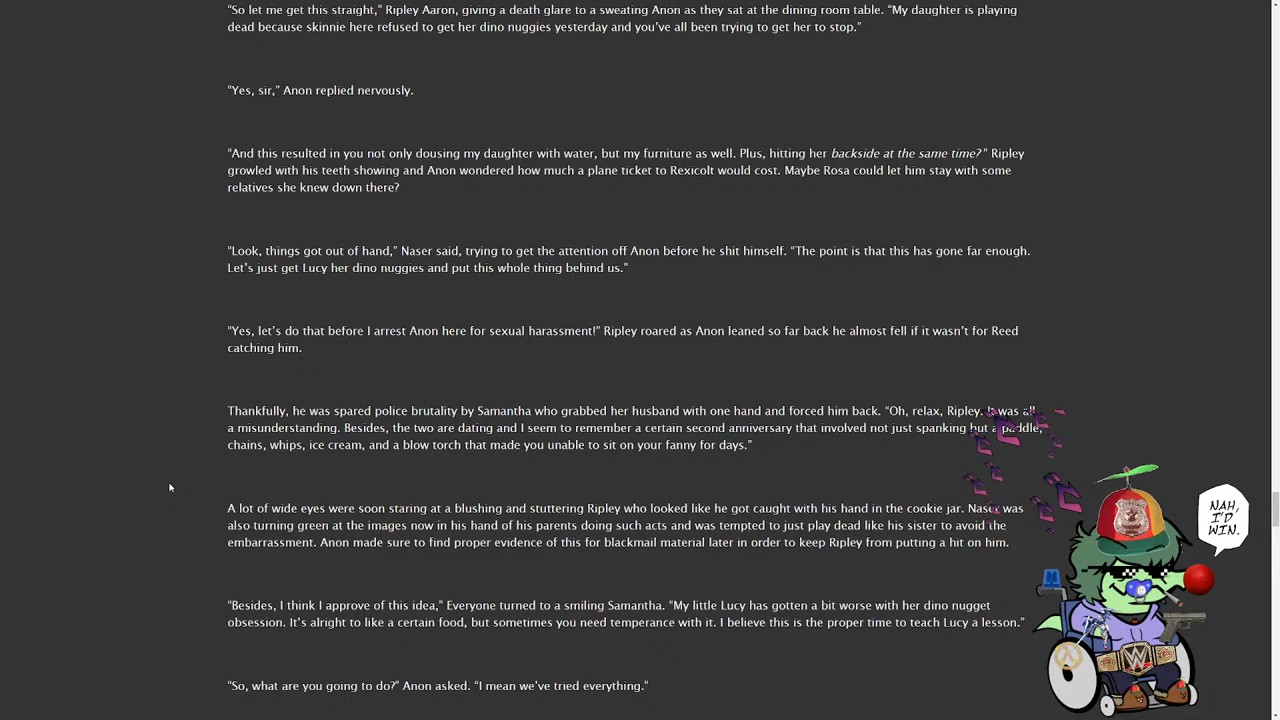 “So let me get this straight,” Ripley Aaron, giving a death glare to a sweating Anon as they sat at the dining room table. “My daughter is playing
dead because skinnie here refused to get her dino nuggies yesterday and you’ve all been trying to get her to stop.”
“Yes, sir,” Anon replied nervously.
“And this resulted in you not only dousing my daughter with water, but my furniture as well. Plus, hitting her backside at the same time?” Ripley
growled with his teeth showing and Anon wondered how much a plane ticket to Rexicolt would cost. Maybe Rosa could let him stay with some
relatives she knew down there?
“Look, things got out of hand,” Naser said, trying to get the attention off Anon before he shit himself. “The point is that this has gone far enough.
Let’s just get Lucy her dino nuggies and put this whole thing behind us.”
“Yes, let’s do that before I arrest Anon here for sexual harassment!” Ripley roared as Anon leaned so far back he almost fell if it wasn’t for Reed
catching him.
Thankfully, he was spared police brutality by Samantha who grabbed her husband with one hand and forced him back. “Oh, relax, Ripley. It was all
a misunderstanding. Besides, the two are dating and I seem to remember a certain second anniversary that involved not just spanking but a paddle,
chains, whips, ice cream, and a blow torch that made you unable to sit on your fanny for days.”
A lot of wide eyes were soon staring at a blushing and stuttering Ripley who looked like he got caught with his hand in the cookie jar. Naser was
also turning green at the images now in his hand of his parents doing such acts and was tempted to just play dead like his sister to avoid the
embarrassment. Anon made sure to find proper evidence of this for blackmail material later in order to keep Ripley from putting a hit on him.
NAH,
I'D
WIN.
“Besides, I think I approve of this idea,” Everyone turned to a smiling Samantha. “My little Lucy has gotten a bit worse with her dino nugget
obsession. It’s alright to like a certain food, but sometimes you need temperance with it. I believe this is the proper time to teach Lucy a lesson.”
W
“So, what are you going to do?” Anon asked. “I mean we’ve tried everything.”